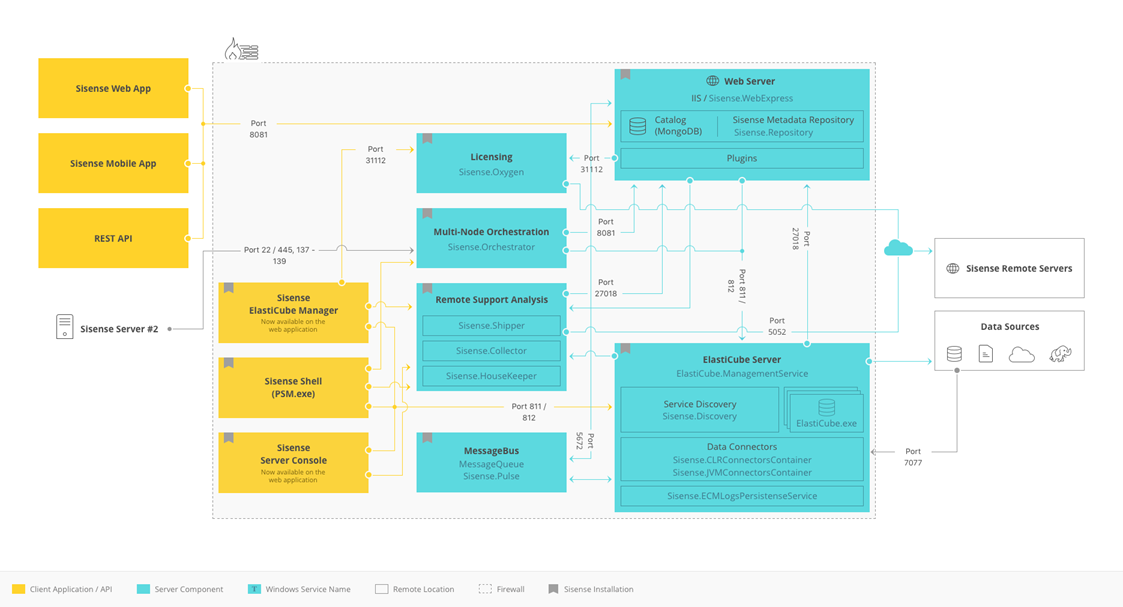 Sisense Web App
Sisense Mobile App
REST API
Sisense Server #2
Port
8081
Port
31112
Port 22 / 445, 137 -
139
Sisense
ElastiCube Manager
Now available on the
web application
Sisense Shell
(PSM.exe)
Sisense
Server Console
Now available on the
web application
Licensing
Sisense.Oxygen
Multi-Node Orchestration
Sisense.Orchestrator
Remote Support Analysis
Sisense.Shipper
Sisense.Collector
Sisense.HouseKeeper
Port 811 /
812
MessageBus
MessageQueue
Sisense.Pulse
Port
31112
Port
8081
Port
27018
Port
5672
Web Server
IIS / Sisense.WebExpress
Catalog
(MongoDB)
Sisense Metadata Repository
Sisense.Repository
Plugins
Port 811 /
812
Port
27018
Port
5052
ElastiCube Server
ElastiCube.ManagementService
Service Discovery
Sisense.Discovery
ElastiCube.exe
Data Connectors
Sisense.CLRConnectorsContainer
Sisense.JVMConnectorsContainer
Sisense.ECMLogsPersistenseService
Sisense Remote Servers
Data Sources
Port
7077
Client Application / API
Server Component
T
Windows Service Name
Remote Location
Firewall
Sisense Installation